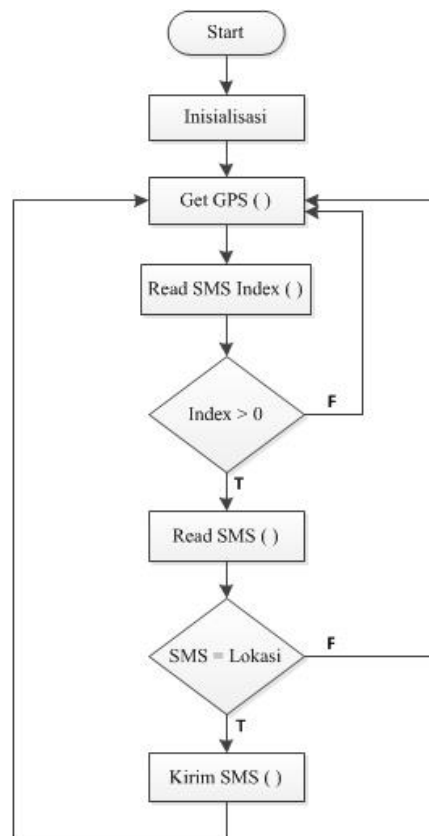 Start
Inisialisasi
Get GPS ( )
Read SMS Index ( )
Index > 0
F
T
Read SMS ( )
SMS = Lokasi
F
T
Kirim SMS ( )